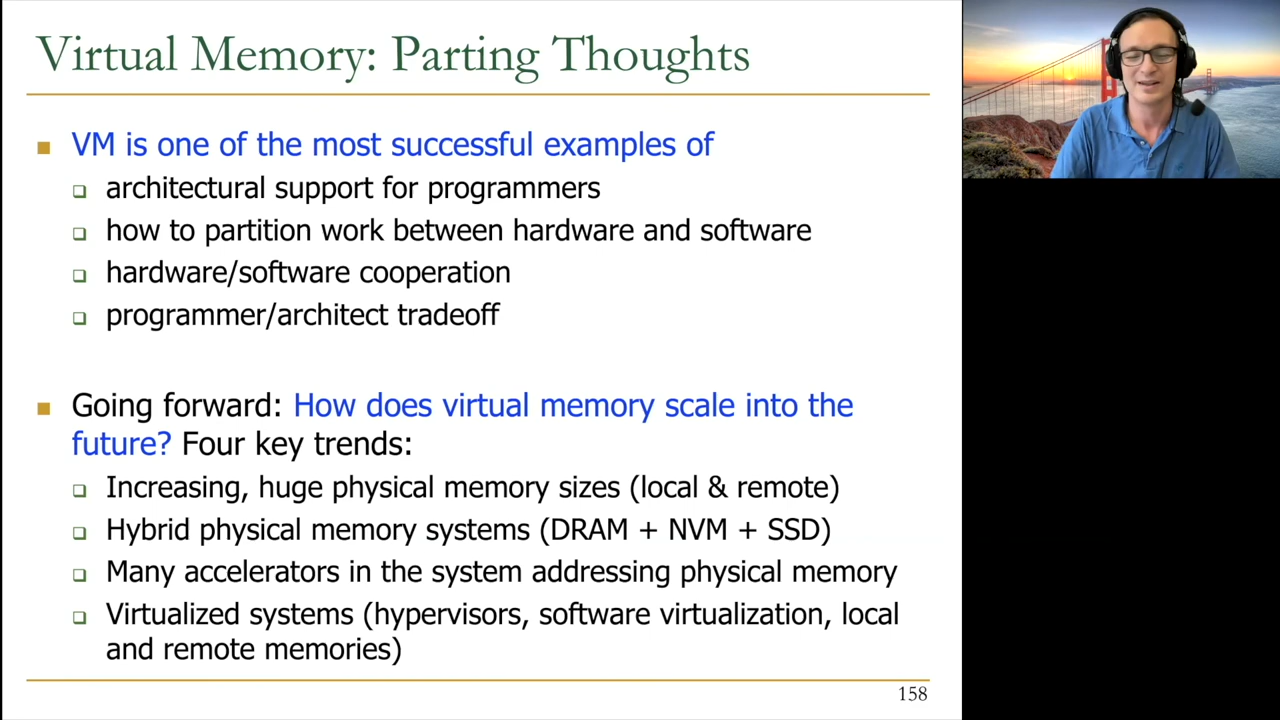 Virtual Memory: Parting Thoughts
VM is one of the most successful examples of
architectural support for programmers
how to partition work between hardware and software
hardware/software cooperation
programmer/architect tradeoff
Going forward: How does virtual memory scale into the
future? Four key trends:
Increasing, huge physical memory sizes (local & remote)
Hybrid physical memory systems (DRAM + NVM + SSD)
Many accelerators in the system addressing physical memory
Virtualized systems (hypervisors, software virtualization, local
and remote memories)
158